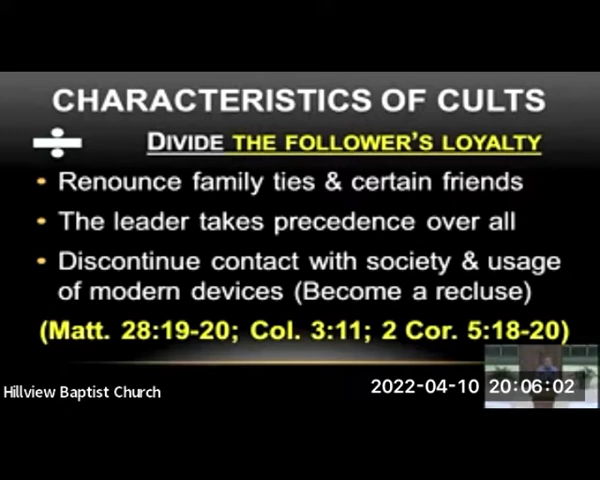 CHARACTERISTICS OF CULTS
DIVIDE THE FOLLOWER'S LOYALTY
• Renounce family ties & certain friends
• The leader takes precedence over all
• Discontinue contact with society & usage
of modern devices (Become a recluse)
(Matt. 28:19-20; Col. 3:11; 2 Cor. 5:18-20)
Hillview Baptist Church
2022-04-10 20:06:02